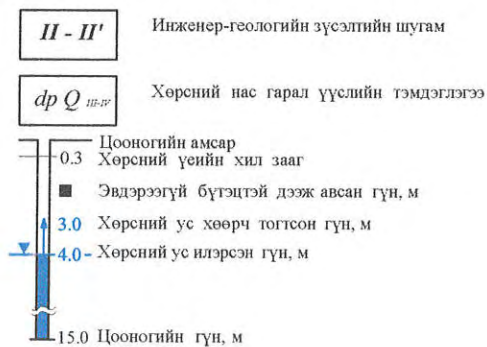 II - II' Инженер-геологийн зүсэлтийн шугам
dp Q III-IV Хөрсний нас гарал үүслийн тэмдэглэгээ
Цооногийн амсар
0.3 Хөрсний үеийн хил зааг
Эвдэрээгүй бүтэцтэй дээж авсан гүн, м
3.0 Хөрсний ус хөөрч тогтсон гүн, м
4.0 Хөрсний ус илэрсэн гүн, м
15.0 Цооногийн гүн, м